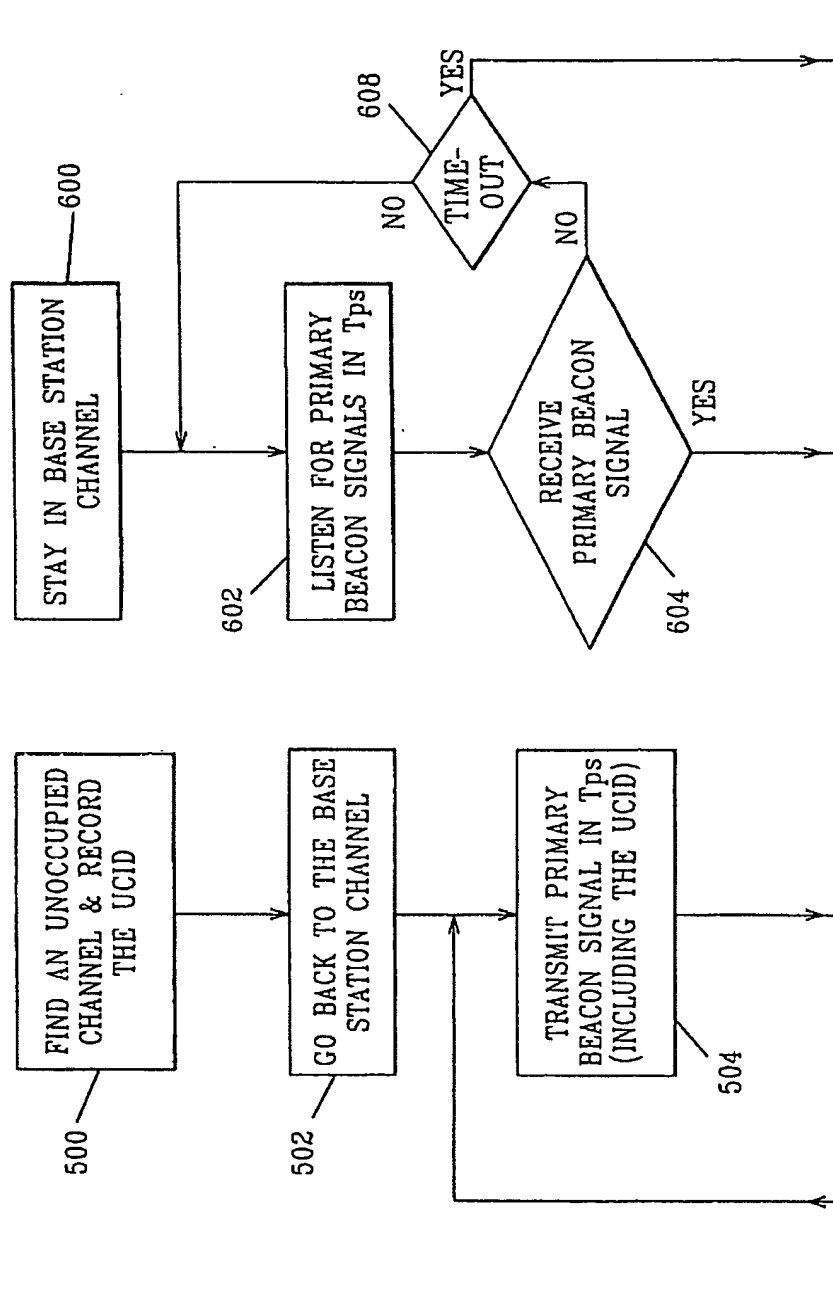 FIND AN UNOCCUPIED
CHANNEL & RECORD
THE UCID
500
GO BACK TO THE BASE
STATION CHANNEL
502
TRANSMIT PRIMARY
BEACON SIGNAL IN Tps
(INCLUDING THE UCID)
504
STAY IN BASE STATION
CHANNEL
600
LISTEN FOR PRIMARY
BEACON SIGNALS IN Tps
602
RECEIVE
PRIMARY BEACON
SIGNAL
604
NO
YES
TIME-
OUT
608
NO
YES